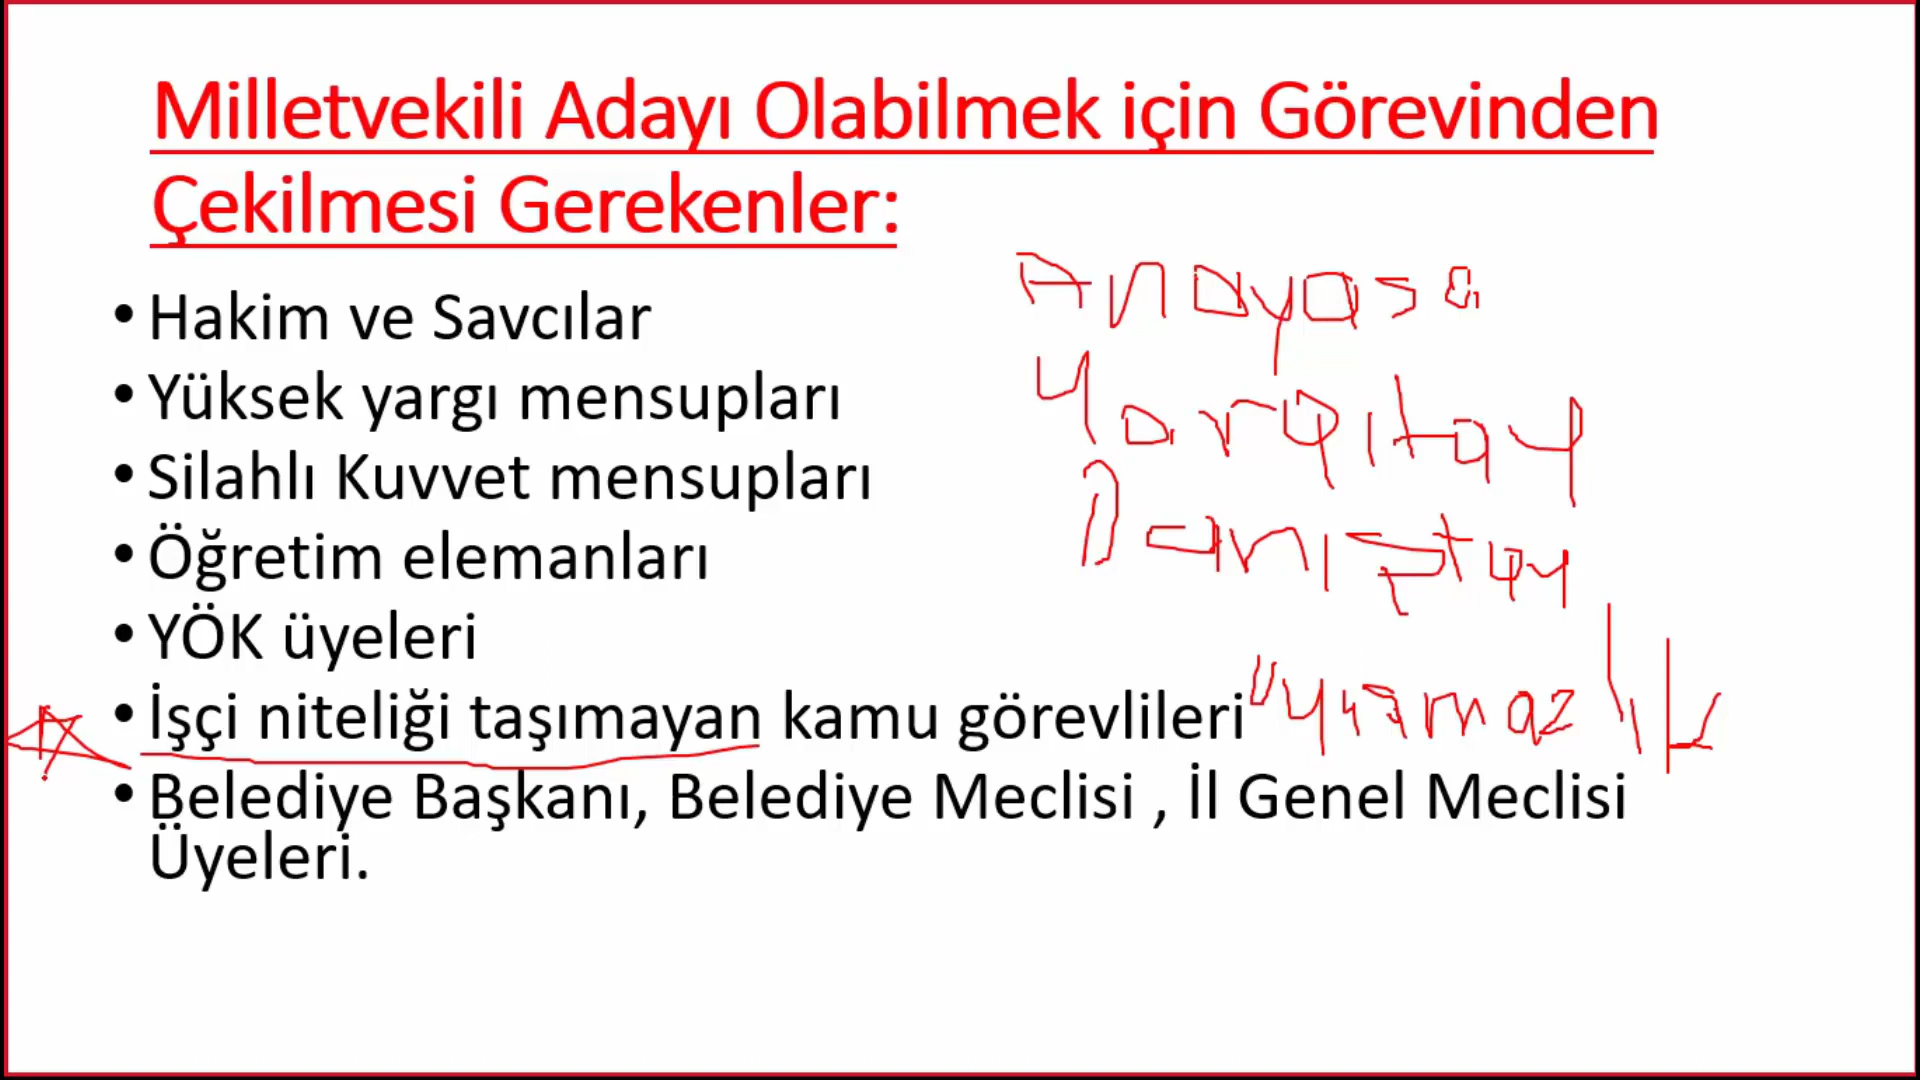 Milletvekili Adayı Olabilmek için Görevinden
Çekilmesi Gerekenler:
• Hakim ve Savcılar
• Yüksek yargı mensupları
• Silahlı Kuvvet mensupları
• Öğretim elemanları
• YÖK üyeleri
• İşçi niteliği taşımayan kamu görevlileri
• Belediye Başkanı, Belediye Meclisi , İl Genel Meclisi
Üyeleri.
Anayasa
Yargıtay
Danıştay
Uyuşmazlık